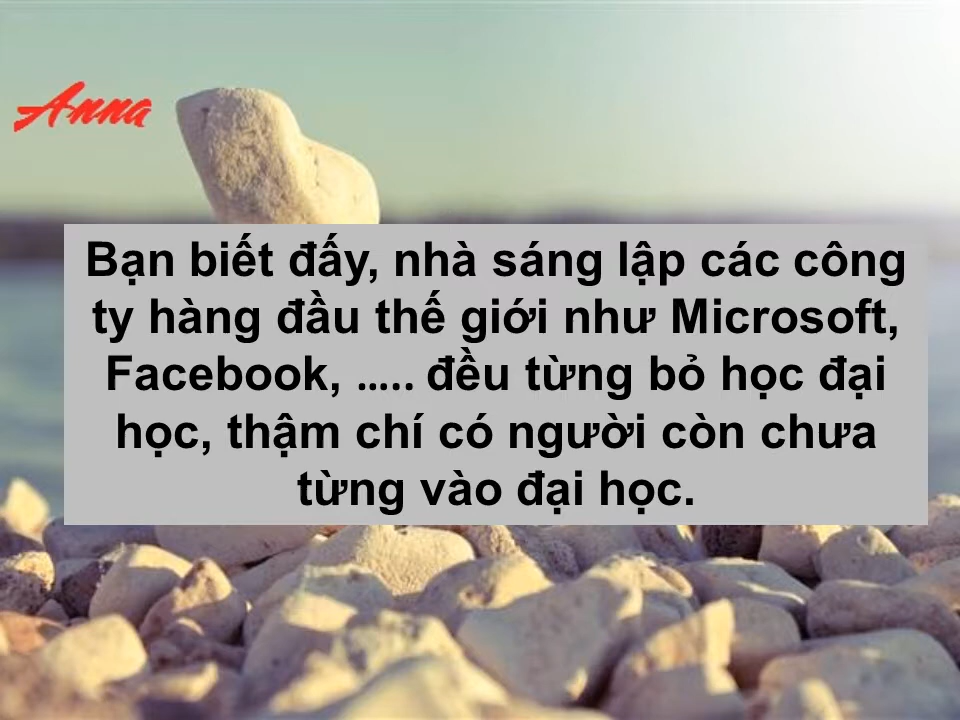 Anna
Bạn biết đấy, nhà sáng lập các công
ty hàng đầu thế giới như Microsoft,
Facebook, ..... đều từng bỏ học đại
học, thậm chí có người còn chưa
từng vào đại học.